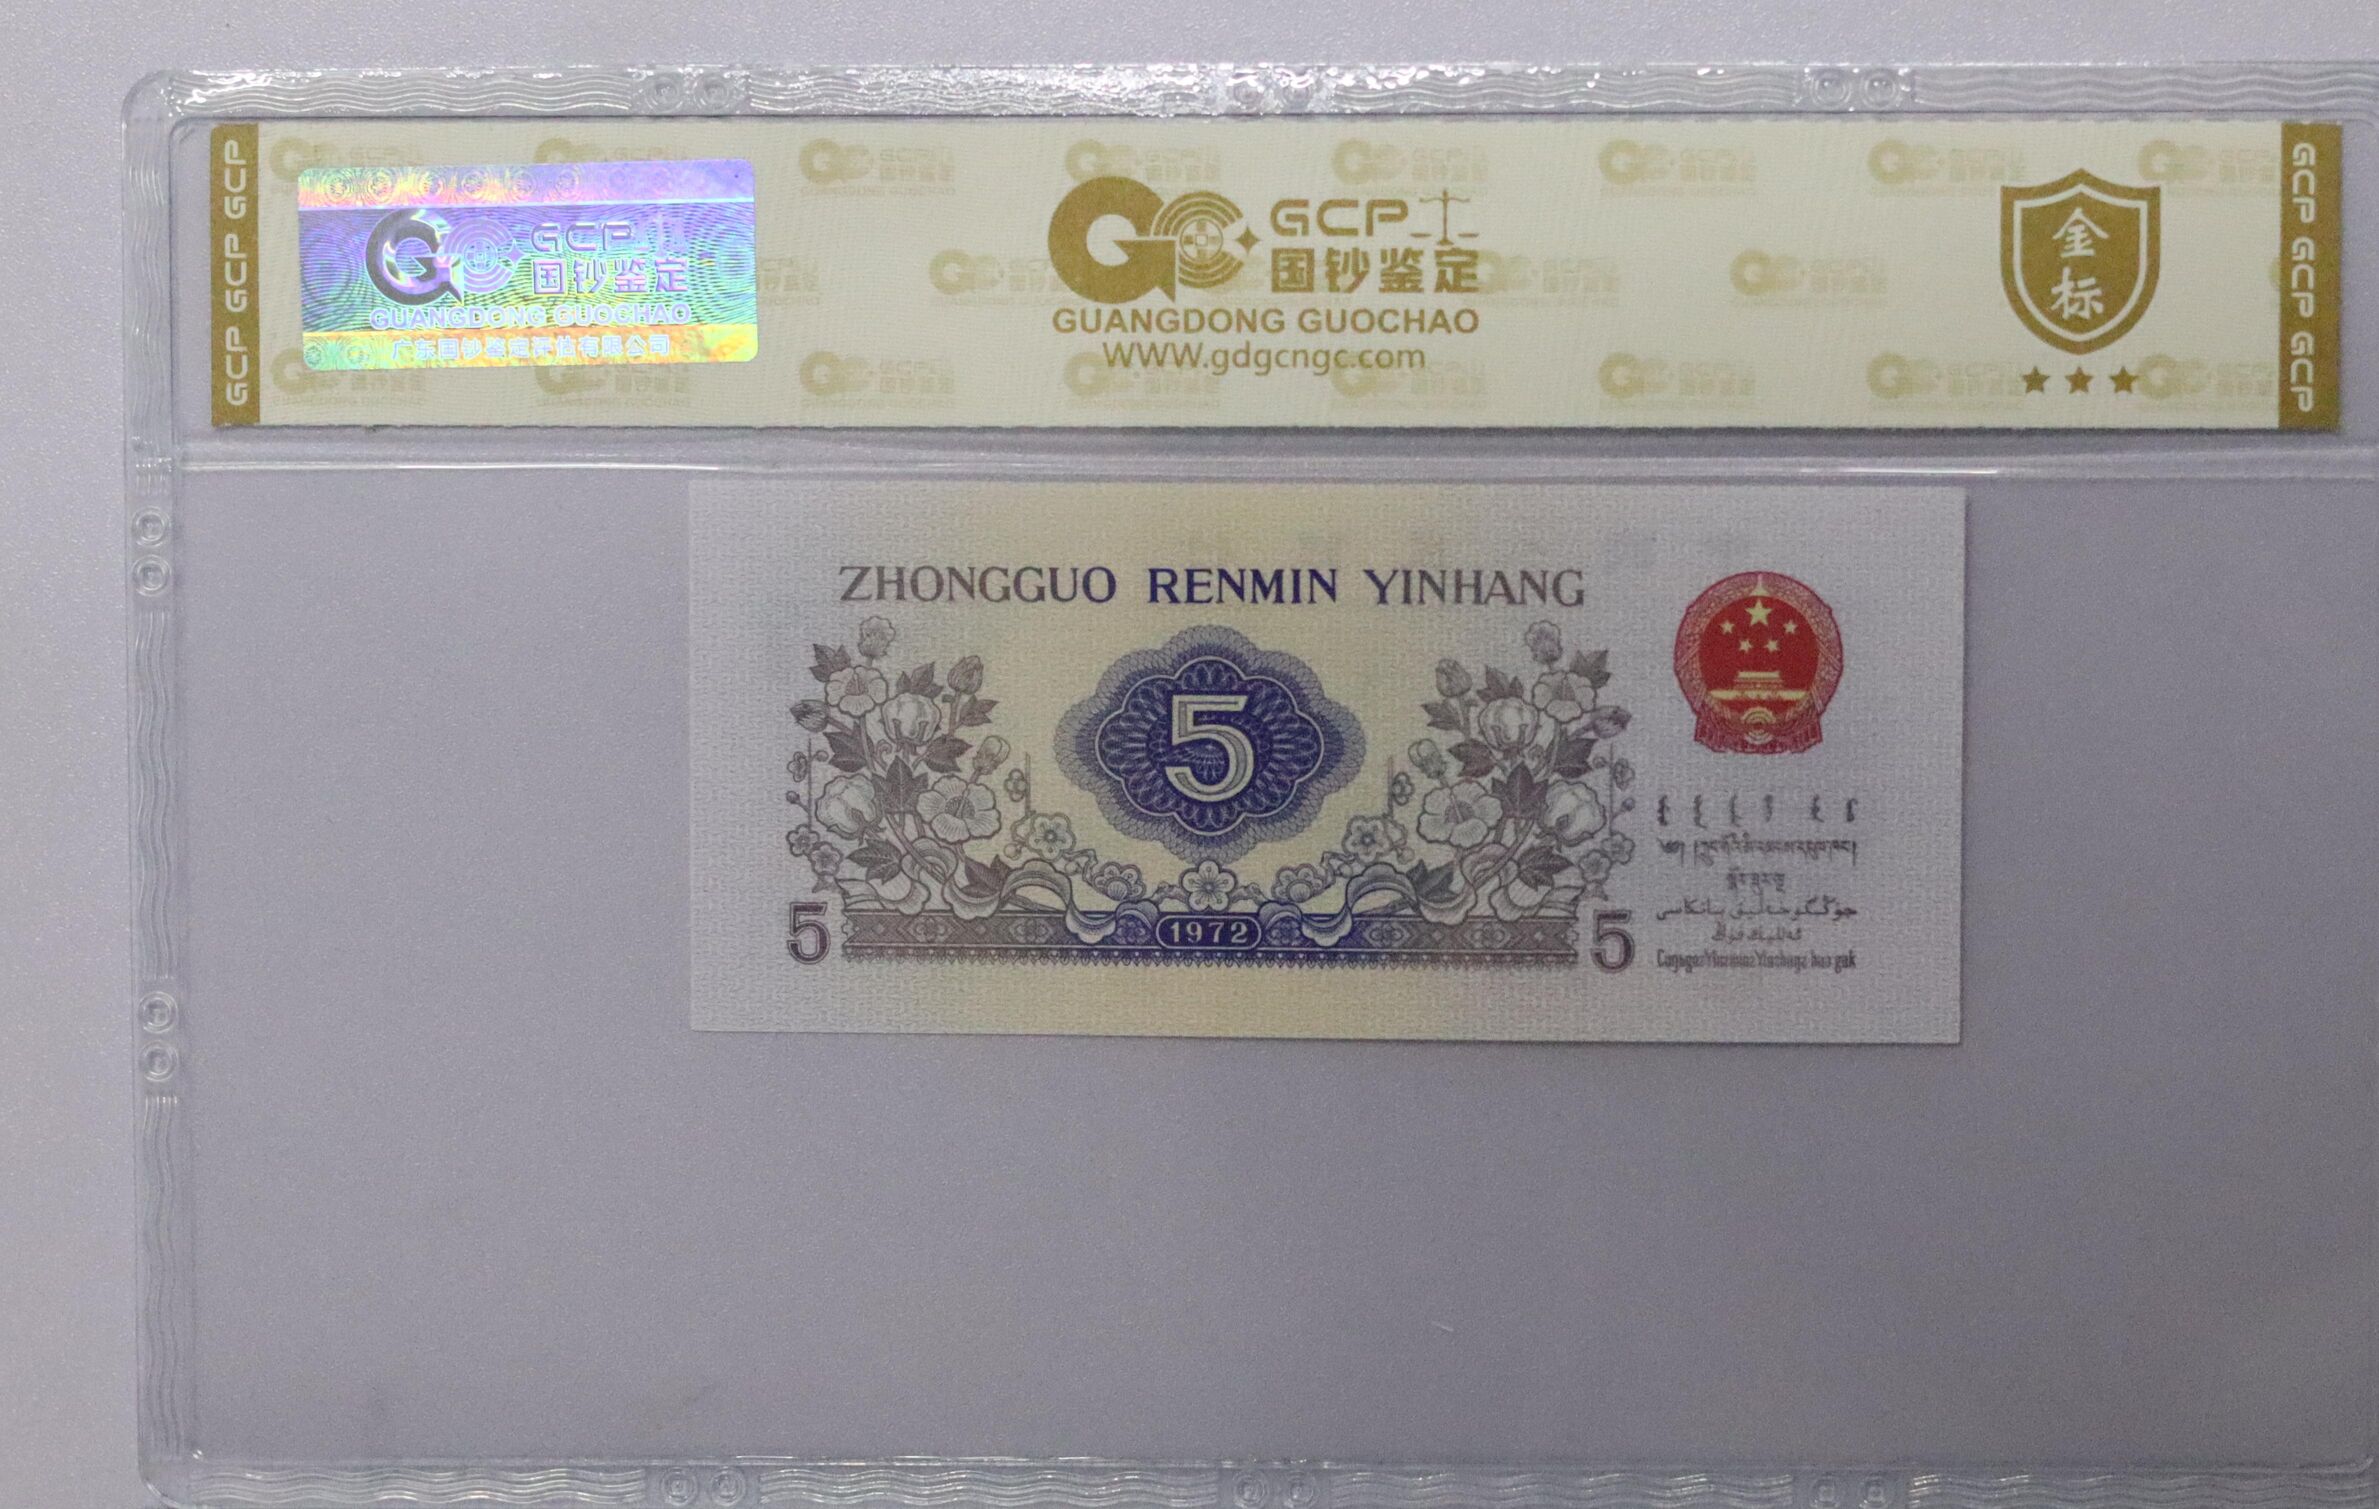 GCP GCP GCP
GCP
国钞鉴定
GUANGDONG GUOCHAO
广东国钞鉴定评估有限公司
GCP
国钞鉴定
GUANGDONG GUOCHAO
WWW.gdgcngc.com
金标
GCP GCP GCP
ZHONGGUO RENMIN YINHANG
5
5
1972
5